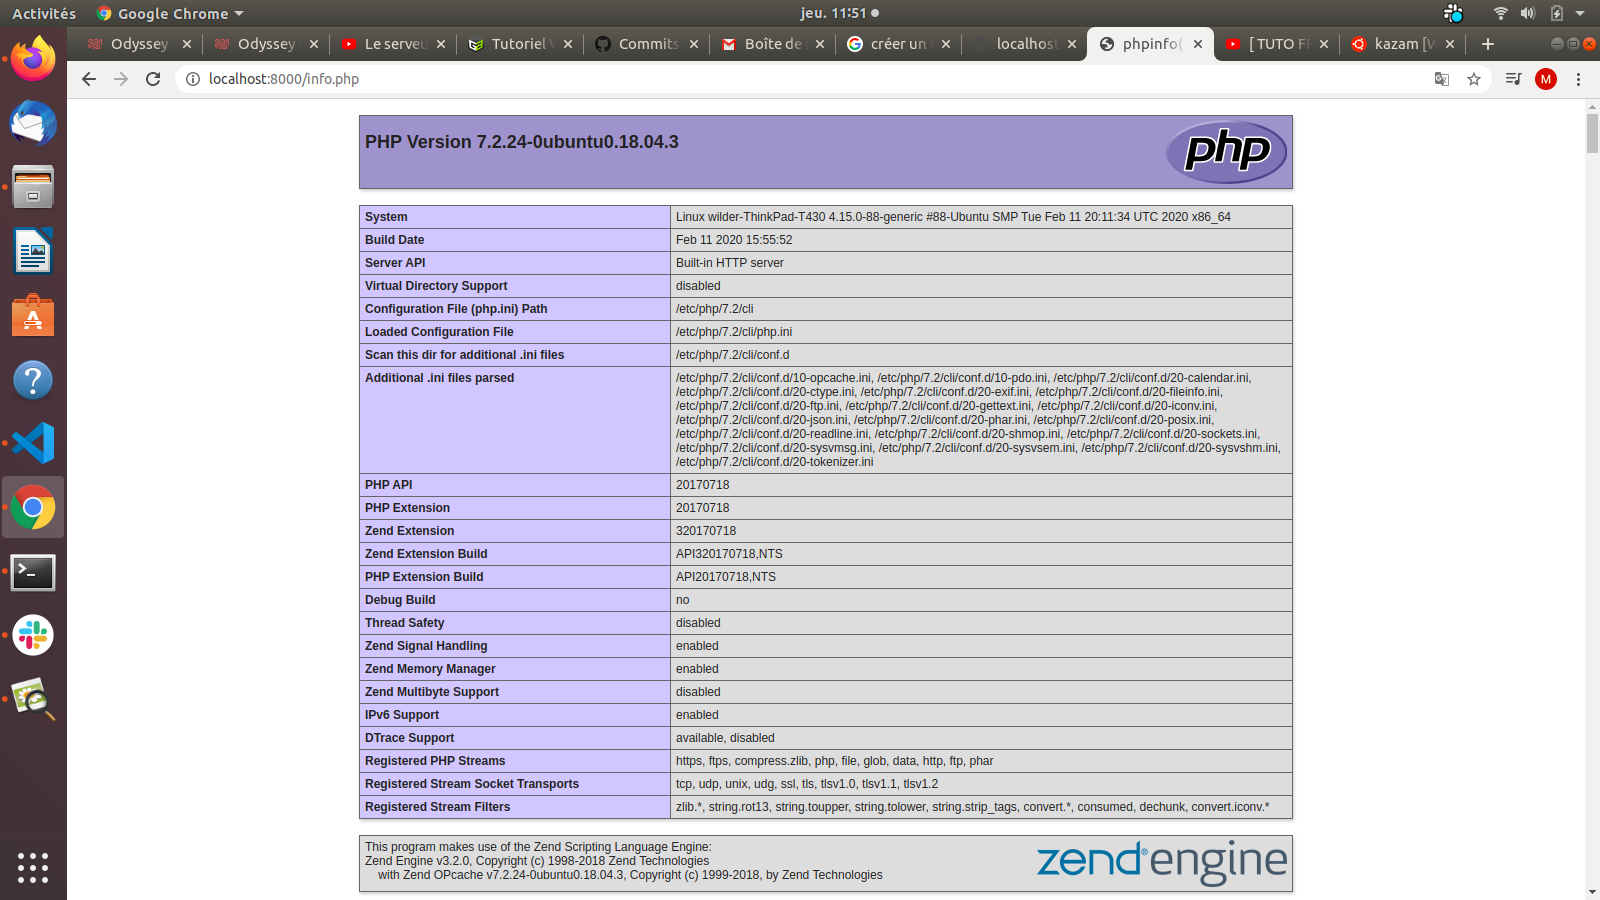 Activités
Google Chrome
jeu. 11:51
Odyssey
Odyssey
Le serveu
Tutoriel V
Commits
Boîte de
créer un
localhost
phpinfo(
[ TUTO FR
kazam [W
localhost:8000/info.php
M
PHP Version 7.2.24-0ubuntu0.18.04.3
php
System Linux wilder-ThinkPad-T430 4.15.0-88-generic #88-Ubuntu SMP Tue Feb 11 20:11:34 UTC 2020 x86_64
Build Date Feb 11 2020 15:55:52
Server API Built-in HTTP server
Virtual Directory Support disabled
Configuration File (php.ini) Path /etc/php/7.2/cli
Loaded Configuration File /etc/php/7.2/cli/php.ini
Scan this dir for additional .ini files /etc/php/7.2/cli/conf.d
Additional .ini files parsed /etc/php/7.2/cli/conf.d/10-opcache.ini, /etc/php/7.2/cli/conf.d/10-pdo.ini, /etc/php/7.2/cli/conf.d/20-calendar.ini,
/etc/php/7.2/cli/conf.d/20-ctype.ini, /etc/php/7.2/cli/conf.d/20-exif.ini, /etc/php/7.2/cli/conf.d/20-fileinfo.ini,
/etc/php/7.2/cli/conf.d/20-ftp.ini, /etc/php/7.2/cli/conf.d/20-gettext.ini, /etc/php/7.2/cli/conf.d/20-iconv.ini,
/etc/php/7.2/cli/conf.d/20-json.ini, /etc/php/7.2/cli/conf.d/20-phar.ini, /etc/php/7.2/cli/conf.d/20-posix.ini,
/etc/php/7.2/cli/conf.d/20-readline.ini, /etc/php/7.2/cli/conf.d/20-shmop.ini, /etc/php/7.2/cli/conf.d/20-sockets.ini,
/etc/php/7.2/cli/conf.d/20-sysvmsg.ini, /etc/php/7.2/cli/conf.d/20-sysvsem.ini, /etc/php/7.2/cli/conf.d/20-sysvshm.ini,
/etc/php/7.2/cli/conf.d/20-tokenizer.ini
PHP API 20170718
PHP Extension 20170718
Zend Extension 320170718
Zend Extension Build API320170718,NTS
PHP Extension Build API20170718,NTS
Debug Build no
Thread Safety disabled
Zend Signal Handling enabled
Zend Memory Manager enabled
Zend Multibyte Support disabled
IPv6 Support enabled
DTrace Support available, disabled
Registered PHP Streams https, ftps, compress.zlib, php, file, glob, data, http, ftp, phar
Registered Stream Socket Transports tcp, udp, unix, udg, ssl, tls, tlsv1.0, tlsv1.1, tlsv1.2
Registered Stream Filters zlib.*, string.rot13, string.toupper, string.tolower, string.strip_tags, convert.*, consumed, dechunk, convert.iconv.*
This program makes use of the Zend Scripting Language Engine:
Zend Engine v3.2.0, Copyright (c) 1998-2018 Zend Technologies
with Zend OPcache v7.2.24-0ubuntu0.18.04.3, Copyright (c) 1999-2018, by Zend Technologies
zend®engine